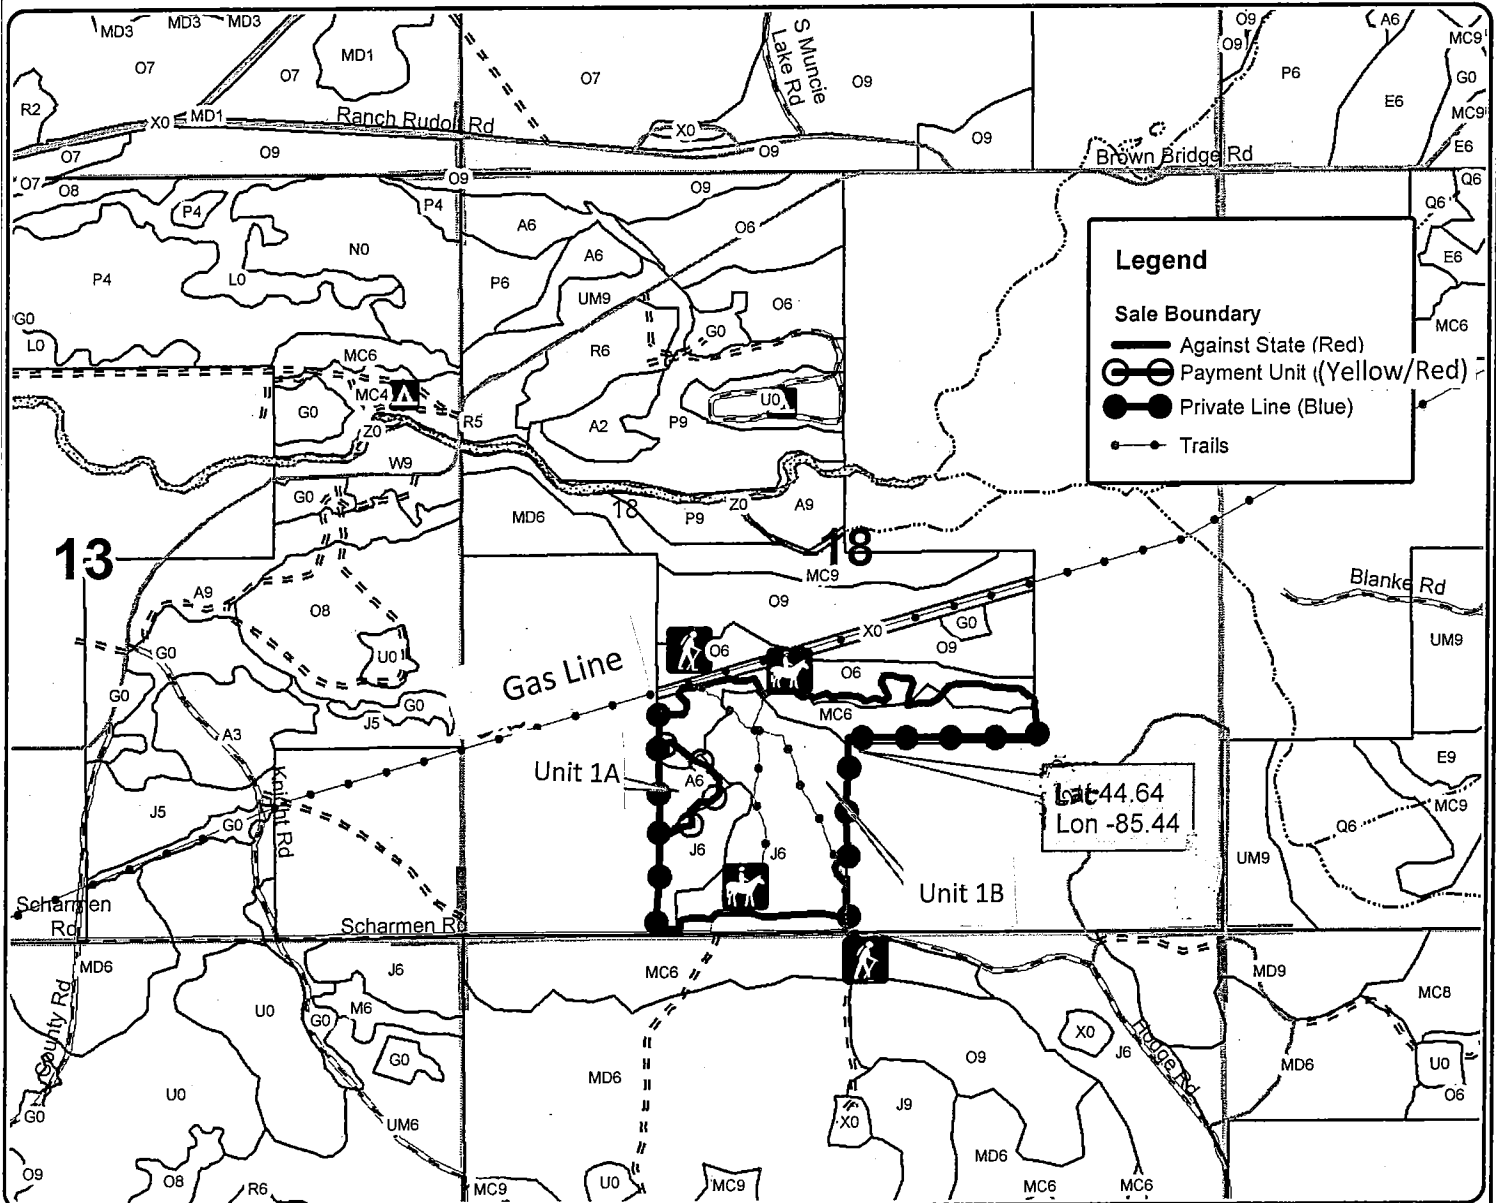 MD3 MD3 MD3
MD1
O7 O7 O7 O9
S Muncie
Lake Rd
O9
O9
A6
MC9
P6 G0
E6
R2
MC9
X0 MD1 Ranch Rudolf Rd X0
O9
E6
O7 O9 O9
Brown Bridge Rd
O7 O8 O9 O9
Q6
Q6
P4 P4
A6 O6
N0
A6
E6
P4 L0 P6
UM9 O6
G0
G0
MC6
L0 MC6
R6
MC4
G0
U0
R5 A2 P9
Z0
W9
G0
MD6 18 P9 Z0 A9
13
18
MC9
A9 O8
O9
X0 G0
G0 U0
O6
O9
O6
Gas Line
G0
G0
J5
MC6
A3
Legend
Sale Boundary
Against State (Red)
Payment Unit ((Yellow/Red)
Private Line (Blue)
Trails
Blanke Rd
UM9
Unit 1A
A6
E9
J5
Knight Rd
G0
Lat 44.64
Lon -85.44
MC9
Q6
UM9
J6 J6
Unit 1B
Scharmen
Rd
Scharmen Rd
MD6
J6
MC6
MD9
MC8
County Rd
U0
G0
M6
G0
X0
J6
Hodge Rd
O9
MD6
U0
O6
MD6
U0
G0
UM6
J9
X0
MD6
O9 O8 R6 MC9 U0 MC9 MC6 MC6